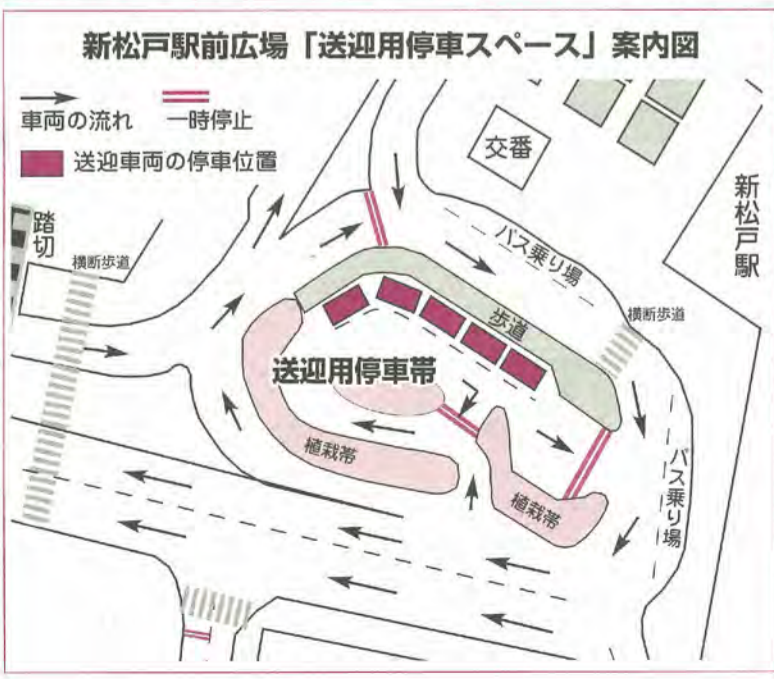 新松戸駅前広場「送迎用停車スペース」案内図
車両の流れ
一時停止
送迎車両の停車位置
交番
新松戸駅
踏切
横断歩道
バス乗り場
歩道
横断歩道
送迎用停車帯
植栽帯
植栽帯
バス乗り場